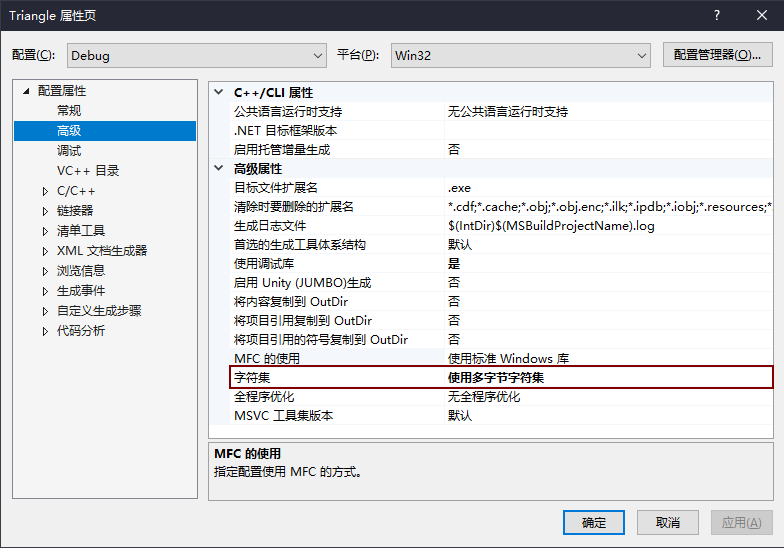 Triangle 属性页
配置(C): Debug 平台(P): Win32 配置管理器(O)...
配置属性
常规
高级
调试
VC++ 目录
C/C++
链接器
清单工具
XML 文档生成器
浏览信息
生成事件
自定义生成步骤
代码分析
C++/CLI 属性
公共语言运行时支持 无公共语言运行时支持
.NET 目标框架版本
启用托管增量生成 否
高级属性
目标文件扩展名 .exe
清除时要删除的扩展名 *.cdf;*.cache;*.obj;*.obj.enc;*.ilk;*.ipdb;*.iobj;*.resources;*.
生成日志文件 $(IntDir)$(MSBuildProjectName).log
首选的生成工具体系结构 默认
使用调试库 是
启用 Unity (JUMBO)生成 否
将内容复制到 OutDir 否
将项目引用复制到 OutDir 否
将项目引用的符号复制到 OutDir 否
MFC 的使用 使用标准 Windows 库
字符集 使用多字节字符集
全程序优化 无全程序优化
MSVC 工具集版本 默认
MFC 的使用
指定配置使用 MFC 的方式。
确定 取消 应用(A)